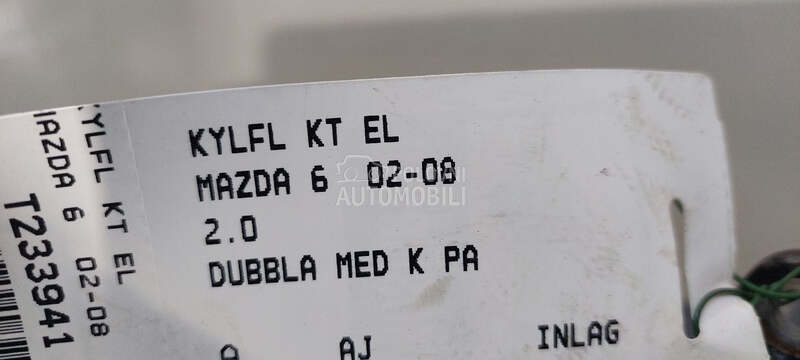 KYLFL KT EL
MAZDA 6 02-08
2.0
DUBBLA MED K PA
AJ
INLAG
KYLFL KT EL
MAZDA 6 02-08
T233941
AUTOMOBILI